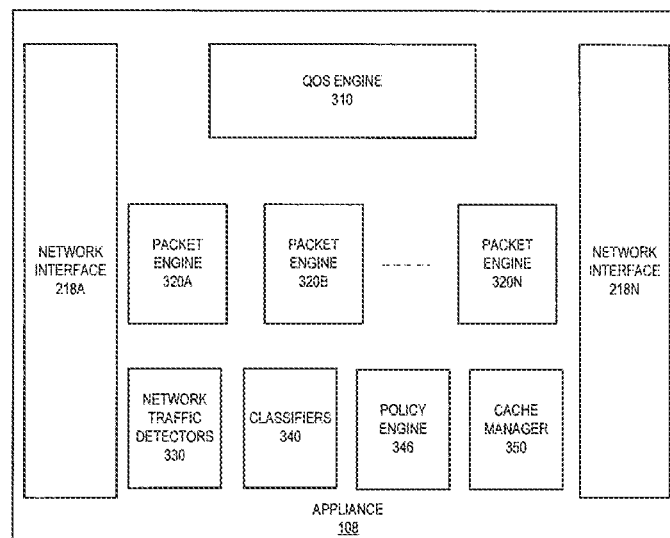 QOS ENGINE
310
NETWORK
INTERFACE
218A
PACKET
ENGINE
320A
PACKET
ENGINE
320B
PACKET
ENGINE
320N
NETWORK
INTERFACE
218N
NETWORK
TRAFFIC
DETECTORS
330
CLASSIFIERS
340
POLICY
ENGINE
346
CACHE
MANAGER
350
APPLIANCE
108